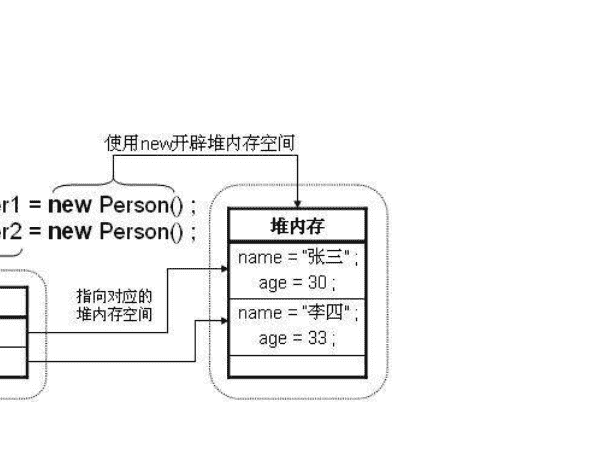 使用new开辟堆内存空间
er1 = new Person() ;
er2 = new Person() ;
堆内存
name = "张三" ;
age = 30 ;
name = "李四" ;
age = 33 ;
指向对应的
堆内存空间